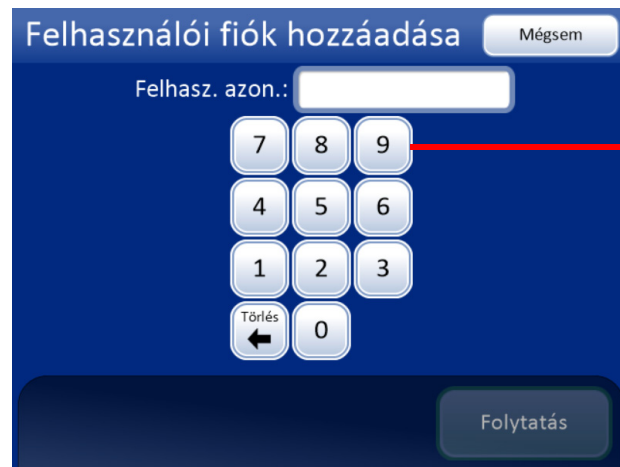 Felhasználói fiók hozzáadása Mégsem
Felhasz. azon.:
7 8 9
4 5 6
1 2 3
Törlés 0
Folytatás